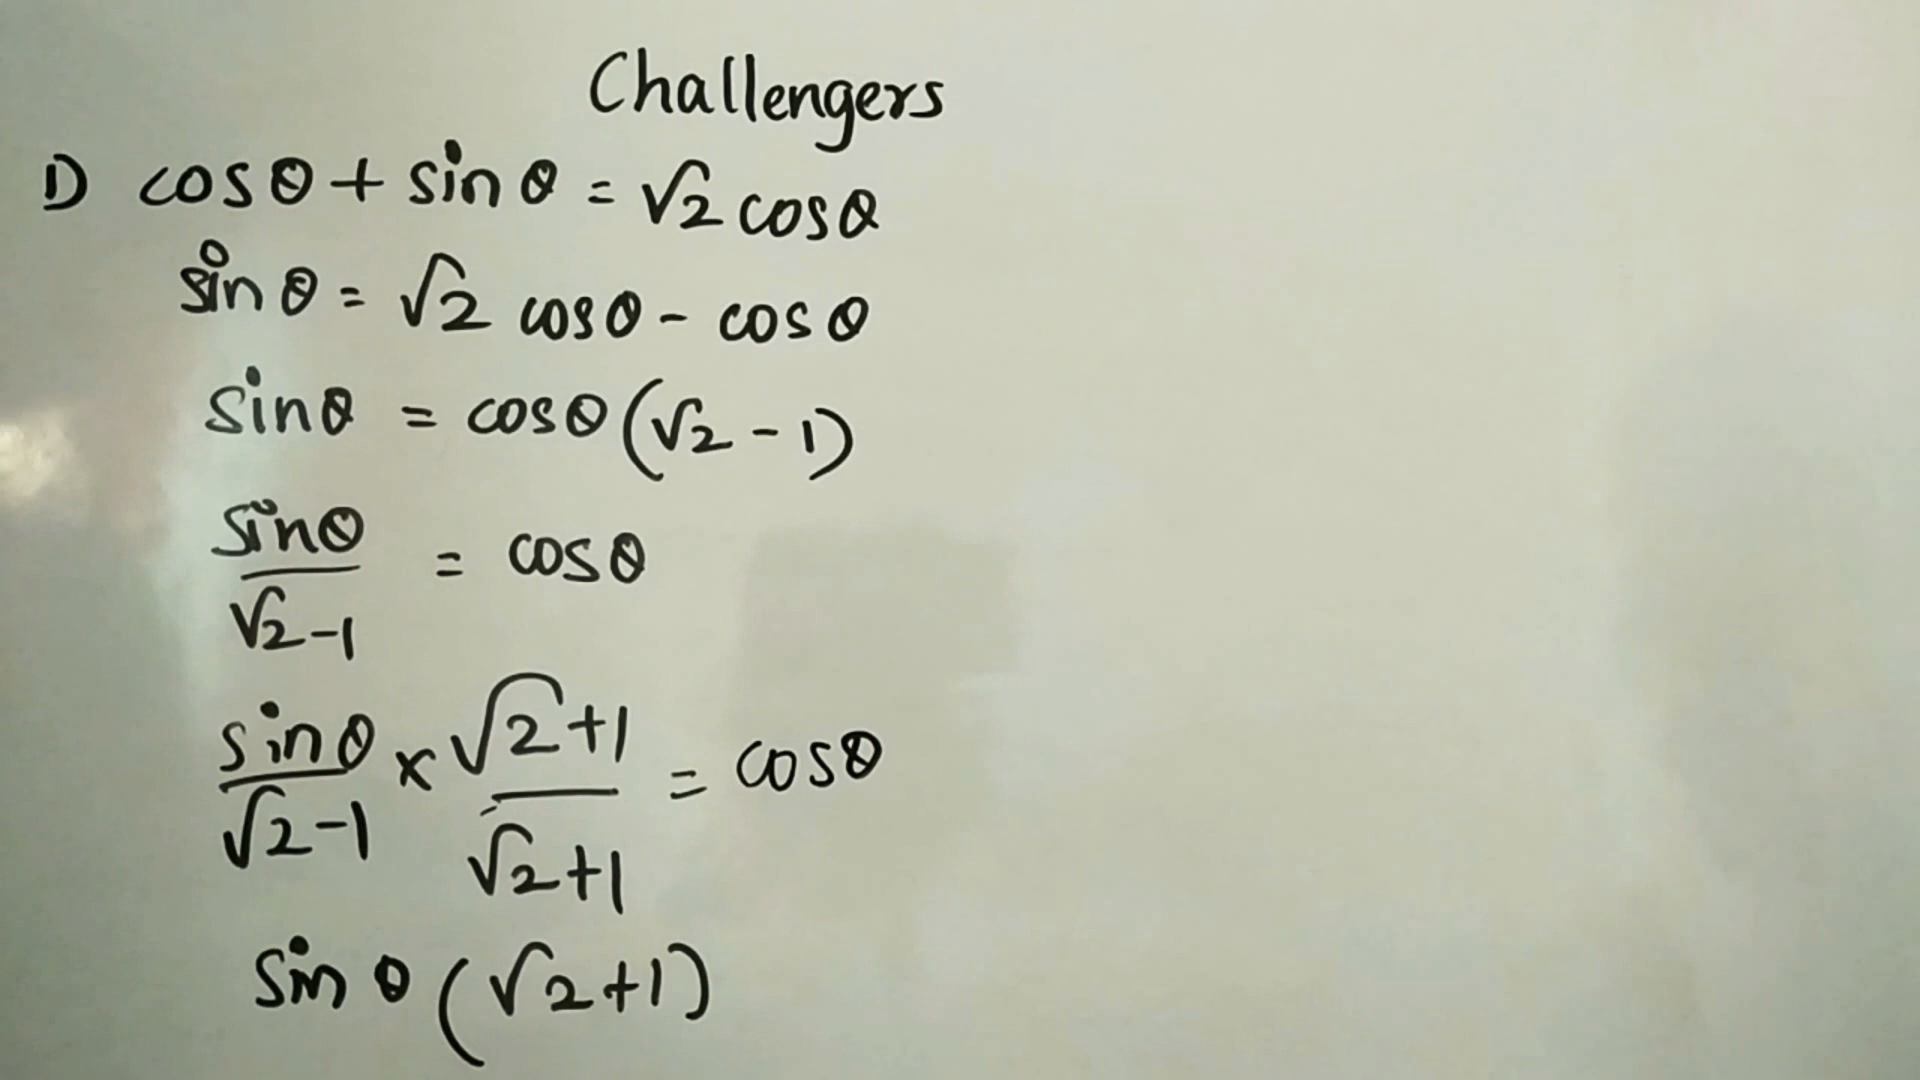 Challengers
1) cosθ + sinθ = √2 cosθ
sinθ = √2 cosθ - cosθ
sinθ = cosθ (√2 - 1)
sinθ / √2-1 = cosθ
sinθ / √2-1 × √2+1 / √2+1 = cosθ
sinθ (√2+1)